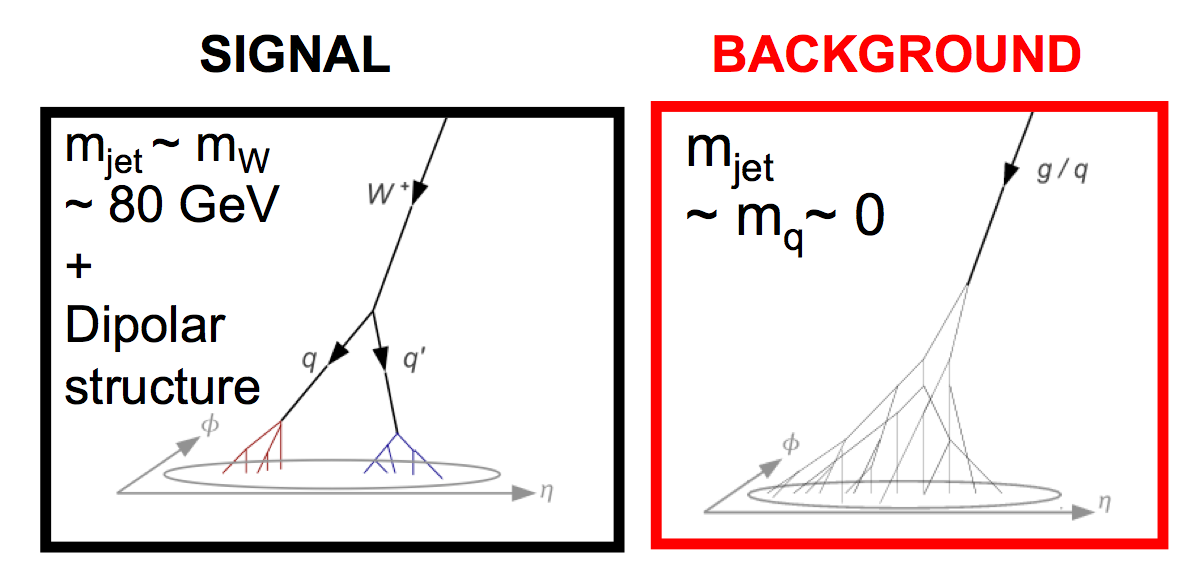 SIGNAL
m_jet ~ m_W
~ 80 GeV
+
Dipolar
structure
W⁺
q
q'
ϕ
η
BACKGROUND
m_jet
~ m_q ~ 0
g / q
ϕ
η